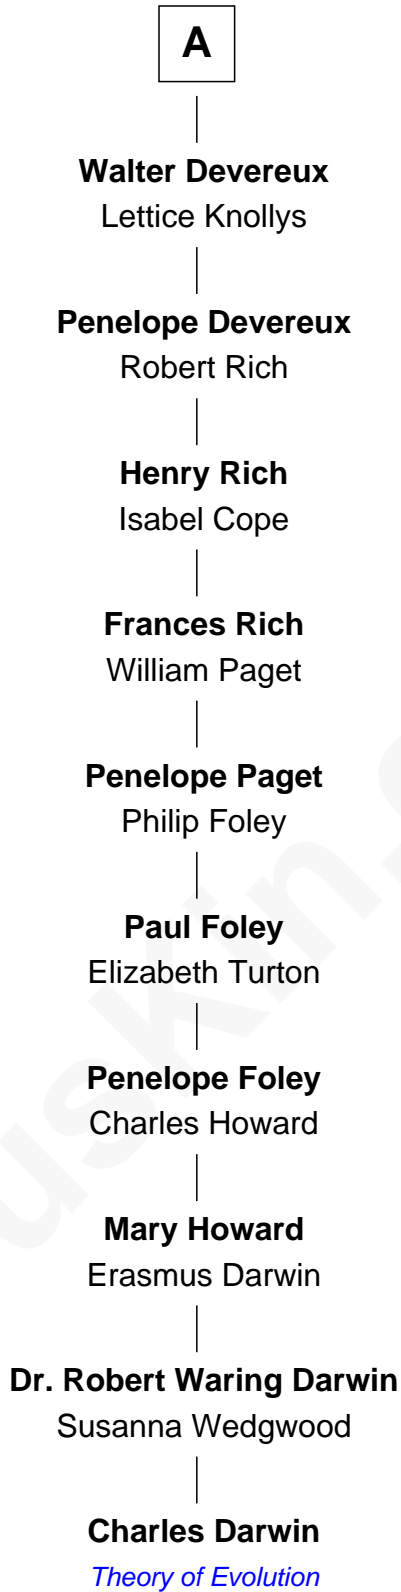 A
Walter Devereux
Lettice Knollys
Penelope Devereux
Robert Rich
Henry Rich
Isabel Cope
Frances Rich
William Paget
Penelope Paget
Philip Foley
Paul Foley
Elizabeth Turton
Penelope Foley
Charles Howard
Mary Howard
Erasmus Darwin
Dr. Robert Waring Darwin
Susanna Wedgwood
Charles Darwin
Theory of Evolution